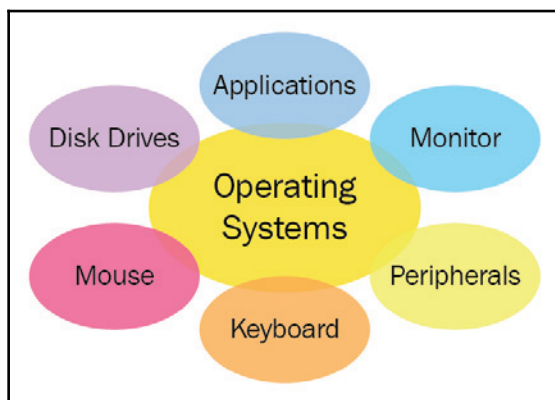 Applications
Disk Drives
Monitor
Operating
Systems
Mouse
Peripherals
Keyboard